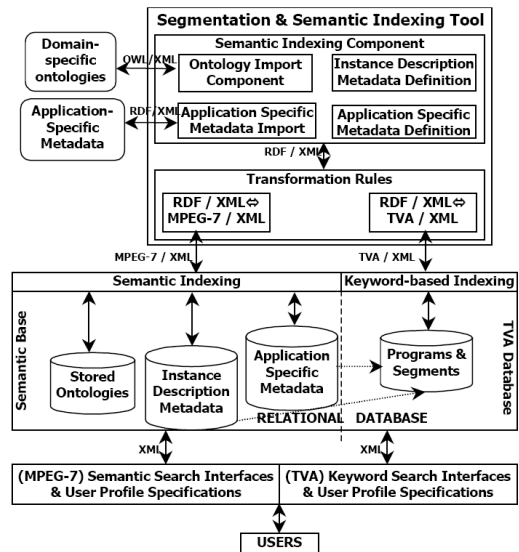 Segmentation & Semantic Indexing Tool
Semantic Indexing Component
Domain-
specific
ontologies
OWL/XML
Ontology Import
Component
Instance Description
Metadata Definition
Application-
Specific
Metadata
RDF/XML
Application Specific
Metadata Import
Application Specific
Metadata Definition
RDF / XML
Transformation Rules
RDF / XML⇔
MPEG-7 / XML
RDF / XML⇔
TVA / XML
MPEG-7 / XML
TVA / XML
Semantic Indexing
Keyword-based Indexing
Semantic Base
Stored
Ontologies
Instance
Description
Metadata
Application
Specific
Metadata
Programs &
Segments
TVA Database
RELATIONAL DATABASE
XML
XML
(MPEG-7) Semantic Search Interfaces
& User Profile Specifications
(TVA) Keyword Search Interfaces
& User Profile Specifications
USERS